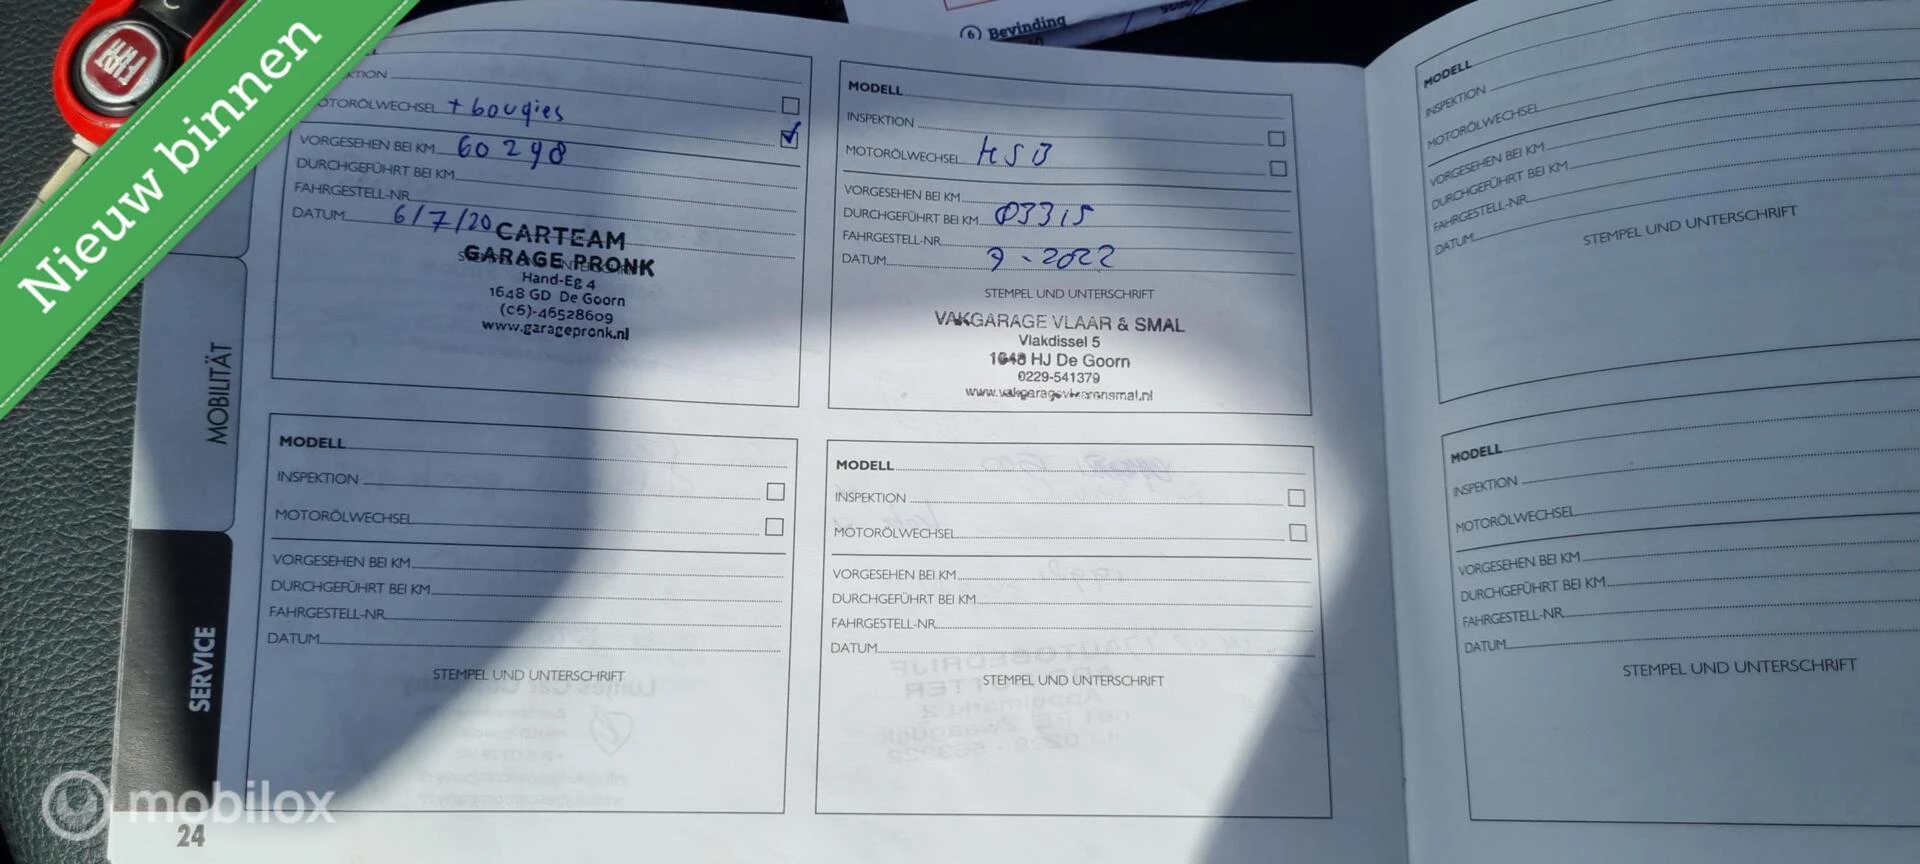 Nieuw binnen
FIAT
6 Bevinding
MOTORÖLWECHSEL + bougies
VORGESEHEN BEI KM 60298
DURCHGEFÜHRT BEI KM
FAHRGESTELL-NR.
DATUM 6/7/20
CARTEAM
GARAGE PRONK
Hand-Eg 4
1648 GD De Goorn
(06)-46528609
www.garagepronk.nl
MODELL
INSPEKTION
MOTORÖLWECHSEL
VORGESEHEN BEI KM
DURCHGEFÜHRT BEI KM
FAHRGESTELL-NR.
DATUM 9-2022
STEMPEL UND UNTERSCHRIFT
VAKGARAGE VLAAR & SMAL
Vlakdissel 5
1648 HJ De Goorn
0229-541379
www.vakgaragevlaarensmal.nl
MODELL
INSPEKTION
MOTORÖLWECHSEL
VORGESEHEN BEI KM
DURCHGEFÜHRT BEI KM
FAHRGESTELL-NR.
DATUM
STEMPEL UND UNTERSCHRIFT
MODELL
INSPEKTION
MOTORÖLWECHSEL
VORGESEHEN BEI KM
DURCHGEFÜHRT BEI KM
FAHRGESTELL-NR.
DATUM
STEMPEL UND UNTERSCHRIFT
MODELL
INSPEKTION
MOTORÖLWECHSEL
VORGESEHEN BEI KM
DURCHGEFÜHRT BEI KM
FAHRGESTELL-NR.
DATUM
STEMPEL UND UNTERSCHRIFT
MODELL
INSPEKTION
MOTORÖLWECHSEL
VORGESEHEN BEI KM
DURCHGEFÜHRT BEI KM
FAHRGESTELL-NR.
DATUM
STEMPEL UND UNTERSCHRIFT
MOBILITÄT
SERVICE
mobilox
24